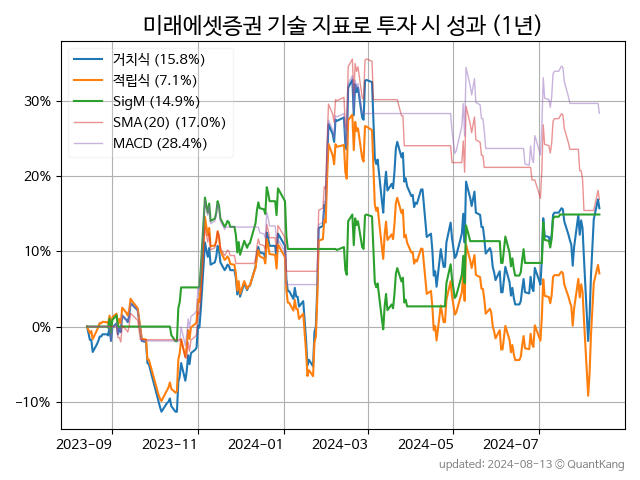 미래에셋증권 기술 지표로 투자 시 성과 (1년)
거치식 (15.8%)
적립식 (7.1%)
SigM (14.9%)
SMA(20) (17.0%)
MACD (28.4%)
30%
20%
10%
0%
−10%
2023-09 2023-11 2024-01 2024-03 2024-05 2024-07
updated: 2024-08-13 © QuantKang